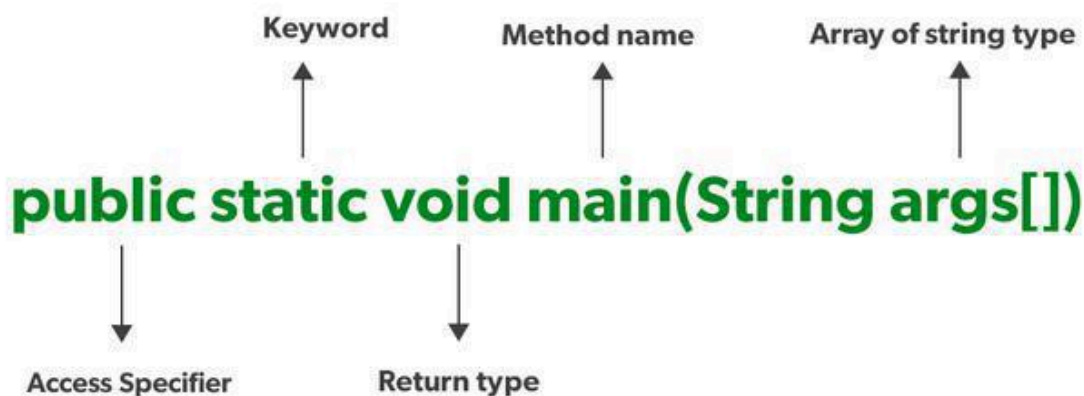 Keyword Method name Array of string type
public static void main(String args[])
Access Specifier Return type